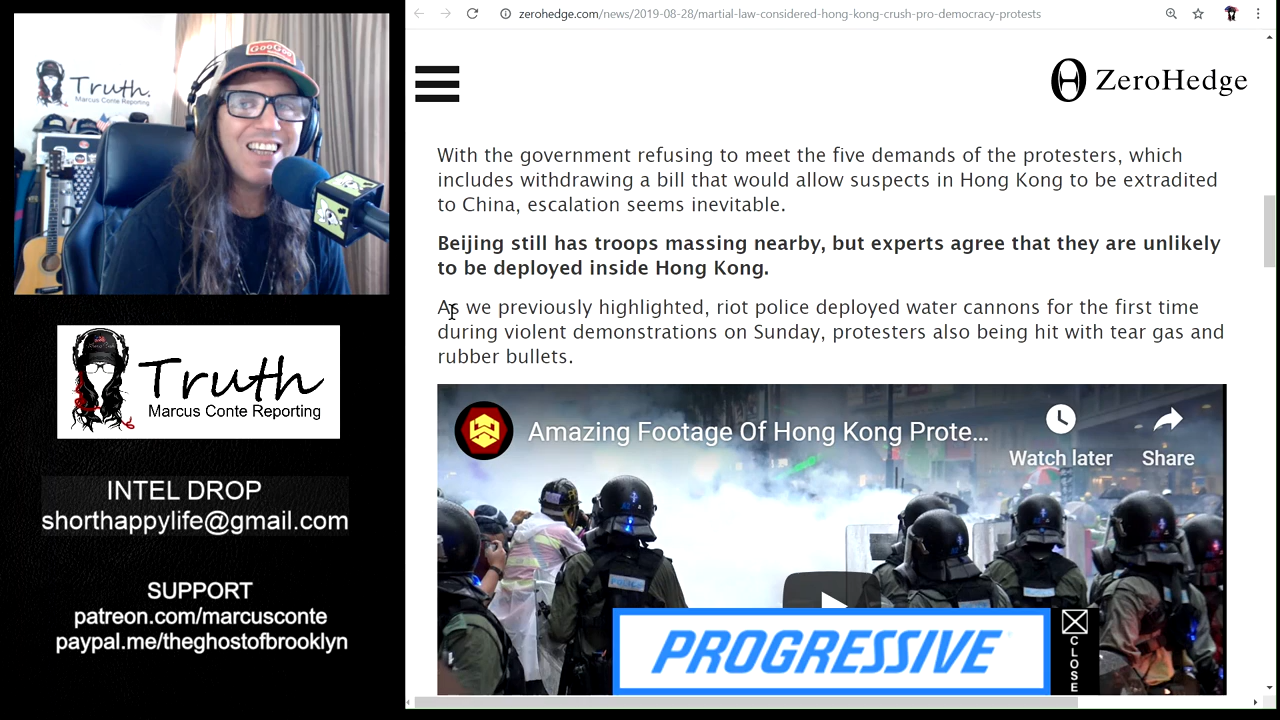 GooGoo
Truth.
Marcus Conte Reporting
Truth
Marcus Conte Reporting
INTEL DROP
shorthappylife@gmail.com
SUPPORT
patreon.com/marcusconte
paypal.me/theghostofbrooklyn
zerohedge.com/news/2019-08-28/martial-law-considered-hong-kong-crush-pro-democracy-protests
ZeroHedge
With the government refusing to meet the five demands of the protesters, which
includes withdrawing a bill that would allow suspects in Hong Kong to be extradited
to China, escalation seems inevitable.
Beijing still has troops massing nearby, but experts agree that they are unlikely
to be deployed inside Hong Kong.
As we previously highlighted, riot police deployed water cannons for the first time
during violent demonstrations on Sunday, protesters also being hit with tear gas and
rubber bullets.
Amazing Footage Of Hong Kong Prote...
Watch later
Share
POLICE
PROGRESSIVE
CLOSE